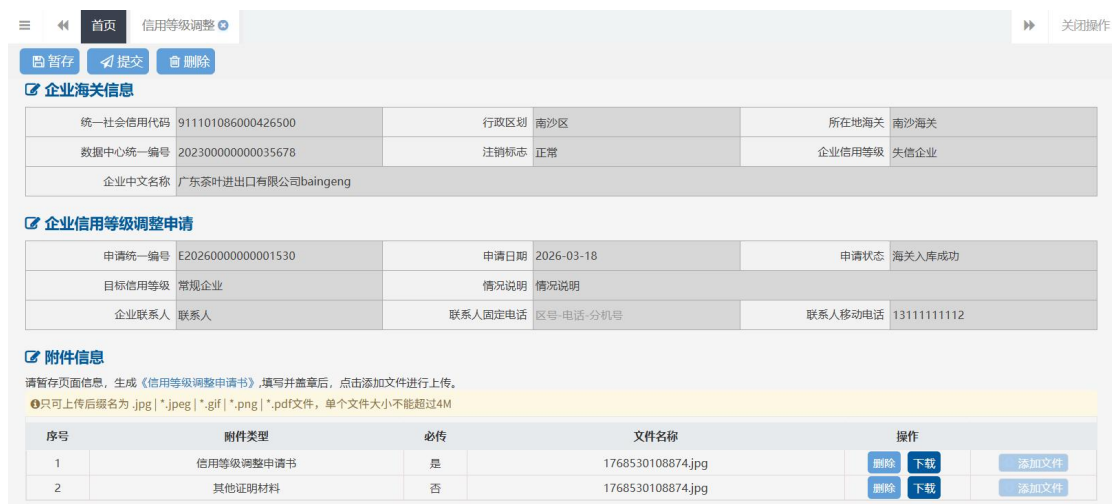 首页 信用等级调整 关闭操作
暂存 提交 删除
企业海关信息
统一社会信用代码 911101086000426500 行政区划 南沙区 所在地海关 南沙海关
数据中心统一编号 202300000000035678 注销标志 正常 企业信用等级 失信企业
企业中文名称 广东茶叶进出口有限公司baingeng
企业信用等级调整申请
申请统一编号 E20260000000001530 申请日期 2026-03-18 申请状态 海关入库成功
目标信用等级 常规企业 情况说明 情况说明
企业联系人 联系人 联系人固定电话 区号-电话-分机号 联系人移动电话 13111111112
附件信息
请暂存页面信息，生成《信用等级调整申请书》,填写并盖章后，点击添加文件进行上传。
只可上传后缀名为 .jpg | *.jpeg | *.gif | *.png | *.pdf文件，单个文件大小不能超过4M
序号 附件类型 必传 文件名称 操作
1 信用等级调整申请书 是 1768530108874.jpg 删除 下载 添加文件
2 其他证明材料 否 1768530108874.jpg 删除 下载 添加文件